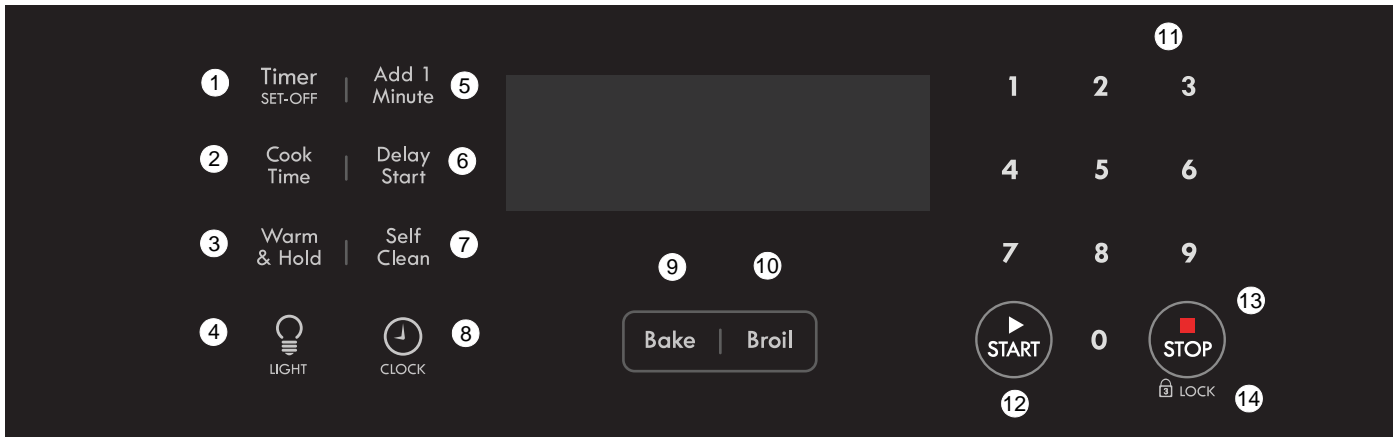 11
1 Timer Add 1 5 1 2 3
SET-OFF Minute
2 Cook Delay 6 4 5 6
Time Start
3 Warm Self 7 7 8 9
& Hold Clean
9 10
4 8 Bake Broil START 0 STOP 13
LIGHT CLOCK
12 3 LOCK 14